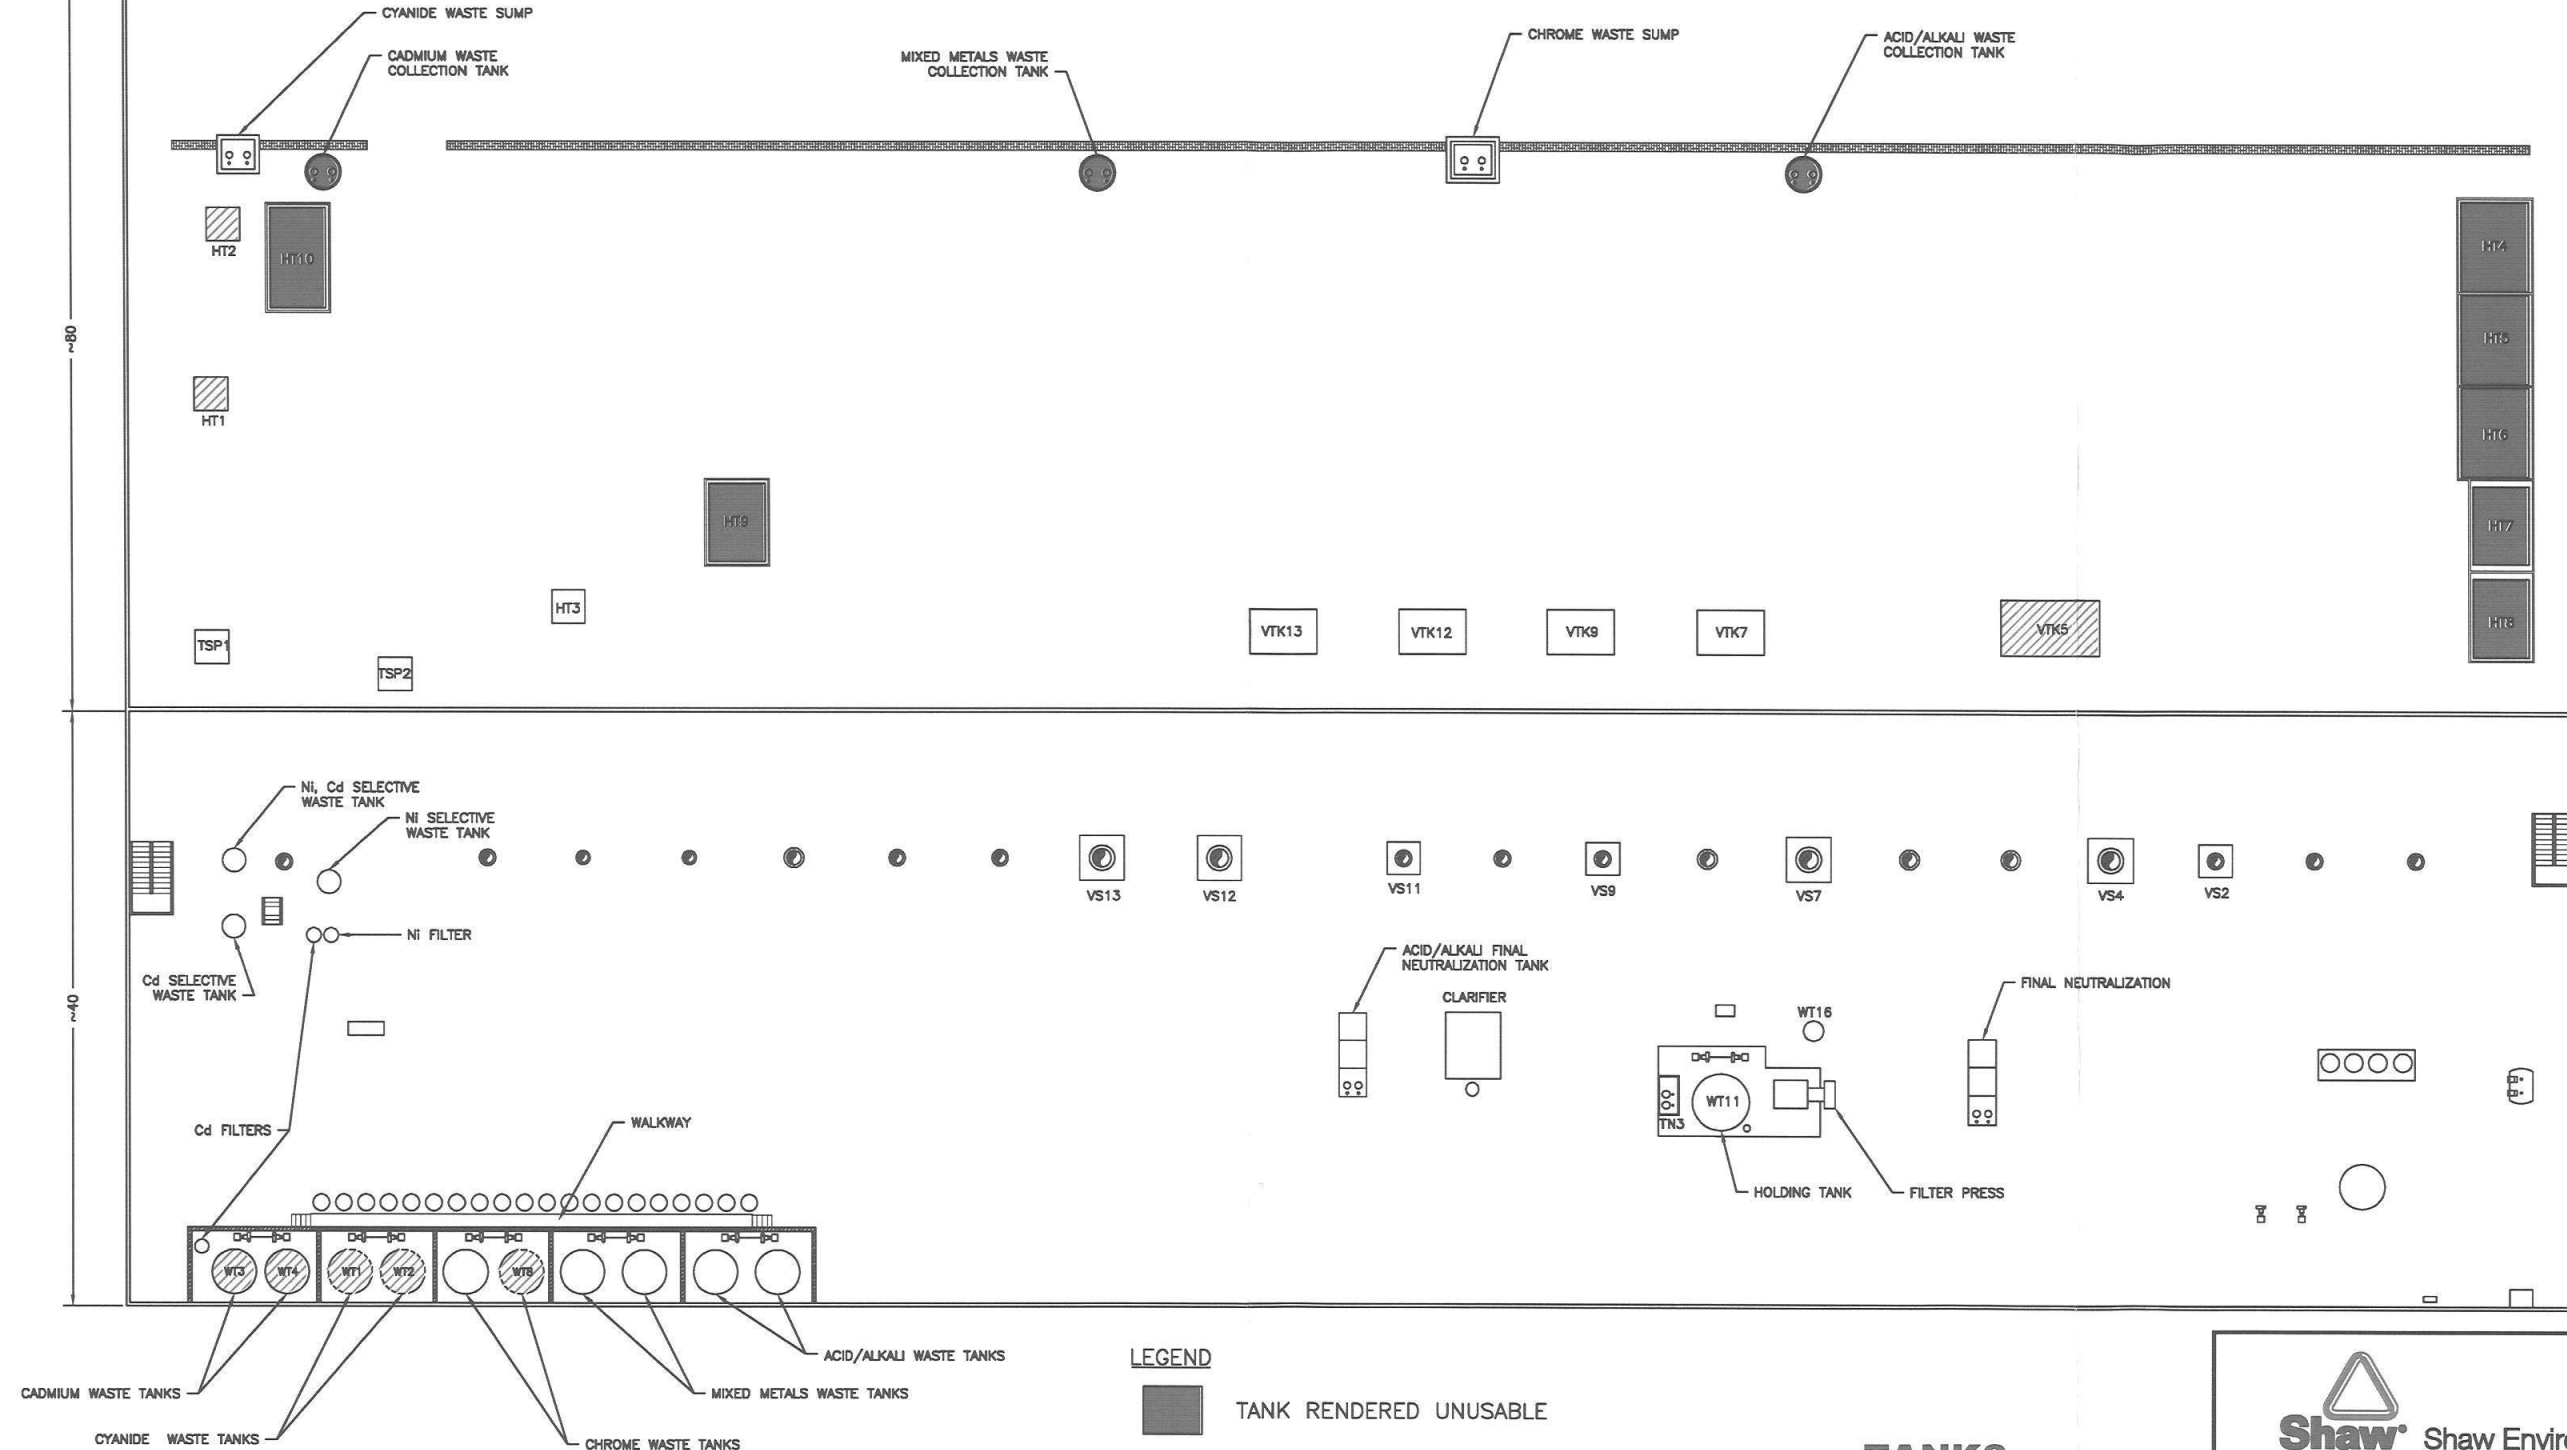 CYANIDE WASTE SUMP
CADMIUM WASTE
COLLECTION TANK
MIXED METALS WASTE
COLLECTION TANK
CHROME WASTE SUMP
ACID/ALKALI WASTE
COLLECTION TANK
HT2
HT10
HT4
~80
HT5
HT1
HT6
HT9
HT7
HT3
TSP1
TSP2
VTK13
VTK12
VTK9
VTK7
VTK5
HT8
Ni, Cd SELECTIVE
WASTE TANK
Ni SELECTIVE
WASTE TANK
VS13
VS12
VS11
VS9
VS7
VS4
VS2
Ni FILTER
Cd SELECTIVE
WASTE TANK
~40
ACID/ALKALI FINAL
NEUTRALIZATION TANK
CLARIFIER
WT16
FINAL NEUTRALIZATION
WT11
TN3
Cd FILTERS
WALKWAY
HOLDING TANK
FILTER PRESS
WT3
WT4
WT1
WT2
WT8
ACID/ALKALI WASTE TANKS
CADMIUM WASTE TANKS
MIXED METALS WASTE TANKS
CYANIDE WASTE TANKS
CHROME WASTE TANKS
LEGEND
TANK RENDERED UNUSABLE
TANKS
Shaw® Shaw Enviro